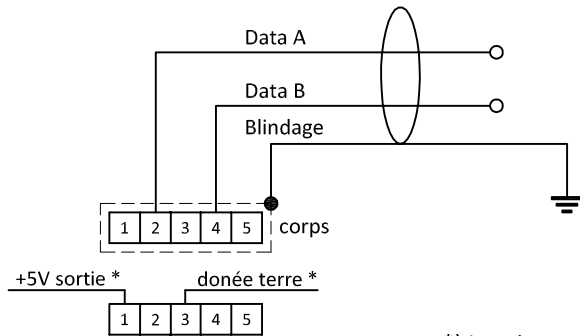 Data A
Data B
Blindage
1 2 3 4 5 corps
+5V sortie * donée terre *
1 2 3 4 5